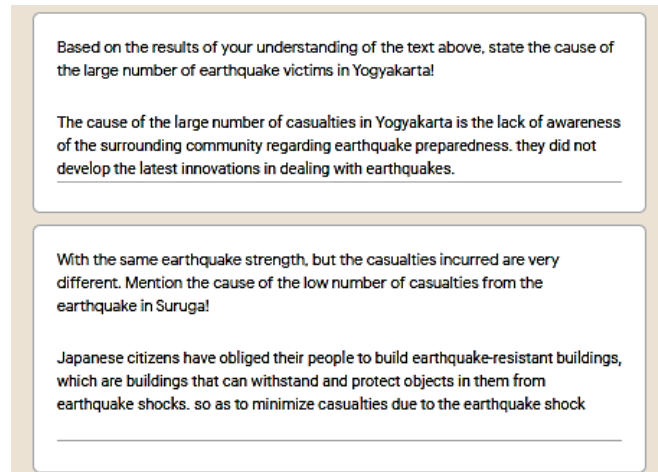 Based on the results of your understanding of the text above, state the cause of
the large number of earthquake victims in Yogyakarta!
The cause of the large number of casualties in Yogyakarta is the lack of awareness
of the surrounding community regarding earthquake preparedness. they did not
develop the latest innovations in dealing with earthquakes.
With the same earthquake strength, but the casualties incurred are very
different. Mention the cause of the low number of casualties from the
earthquake in Suruga!
Japanese citizens have obliged their people to build earthquake-resistant buildings,
which are buildings that can withstand and protect objects in them from
earthquake shocks. so as to minimize casualties due to the earthquake shock